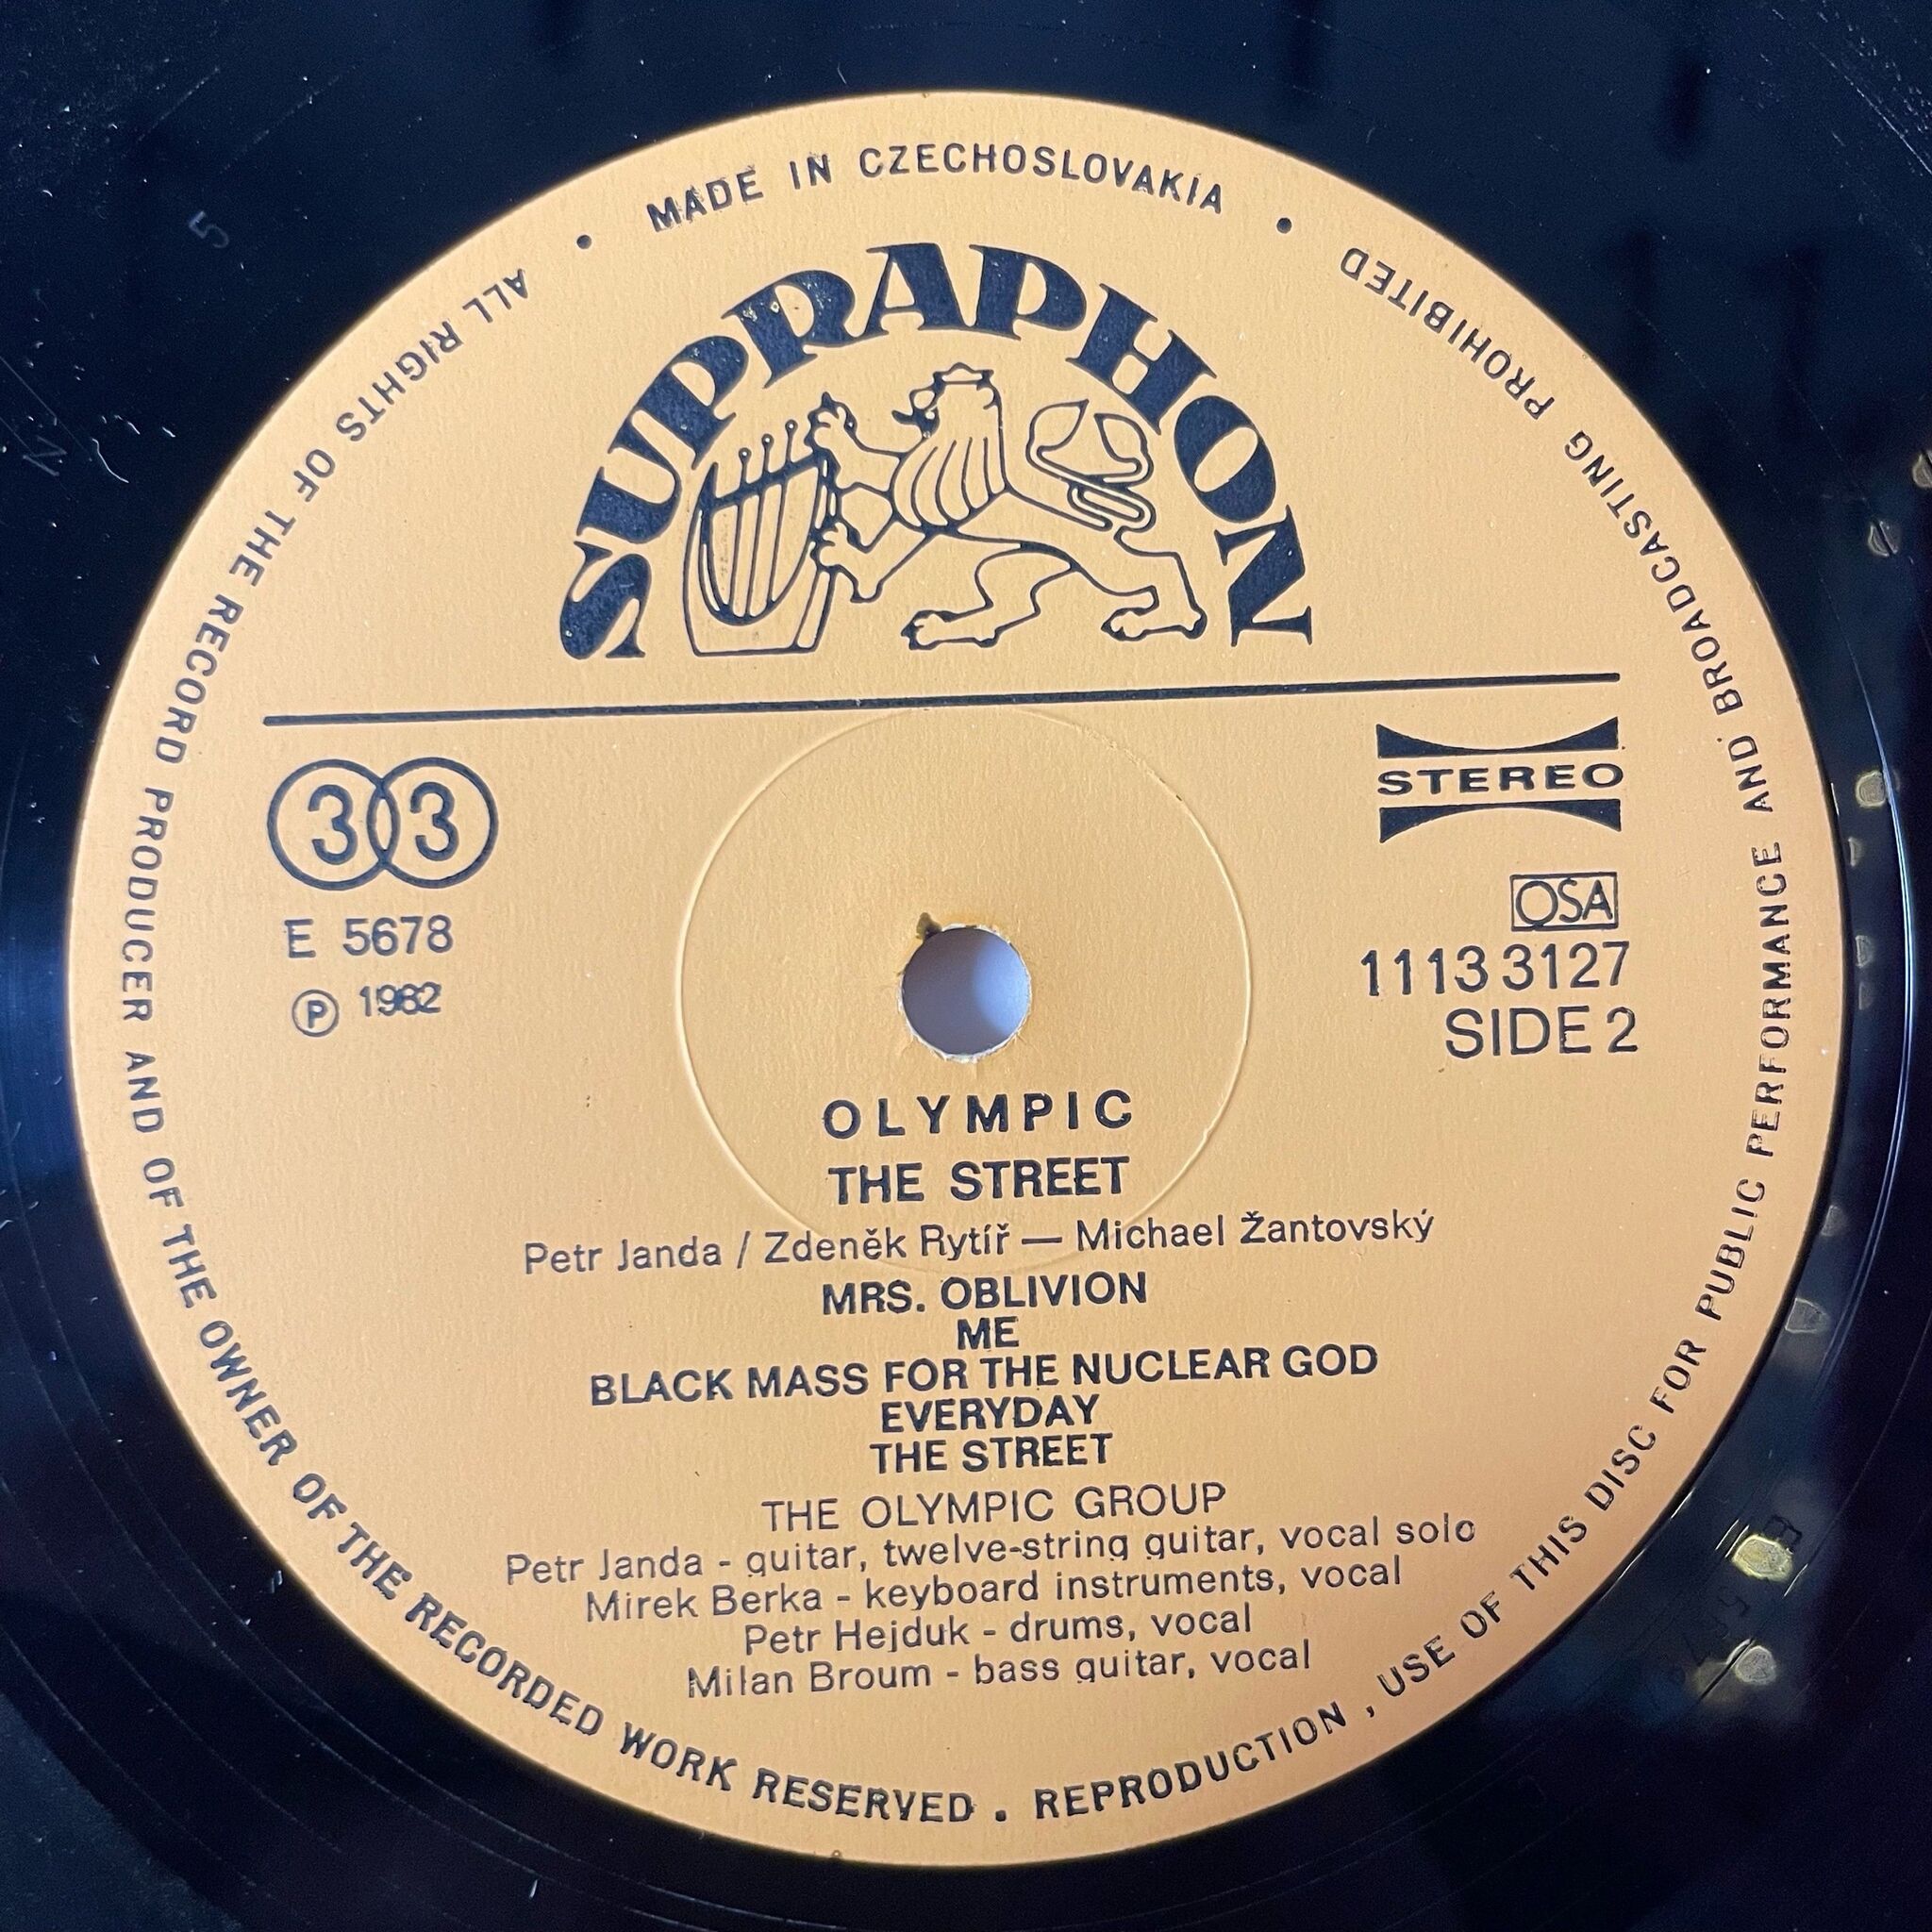 MADE IN CZECHOSLOVAKIA
SUPRAPHON
33
E 5678
Ⓟ 1982
STEREO
OSA
1113 3127
SIDE 2
OLYMPIC
THE STREET
Petr Janda / Zdeněk Rytíř — Michael Žantovský
MRS. OBLIVION
ME
BLACK MASS FOR THE NUCLEAR GOD
EVERYDAY
THE STREET
THE OLYMPIC GROUP
Petr Janda - guitar, twelve-string guitar, vocal solo
Mirek Berka - keyboard instruments, vocal
Petr Hejduk - drums, vocal
Milan Broum - bass guitar, vocal
ALL RIGHTS OF THE RECORD PRODUCER AND OF THE OWNER OF THE RECORDED WORK RESERVED . REPRODUCTION , USE OF THIS DISC FOR PUBLIC PERFORMANCE AND BROADCASTING PROHIBITED
5